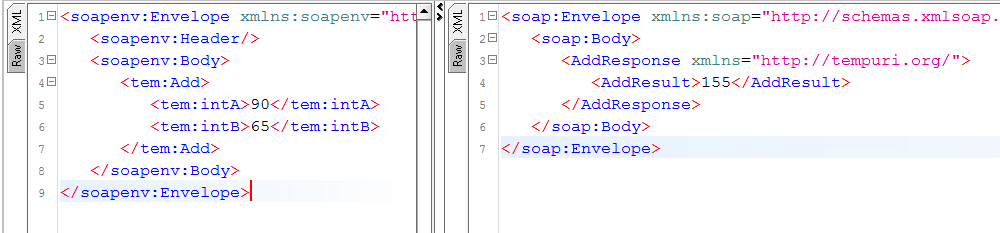 XML
Raw
1 <soapenv:Envelope xmlns:soapenv="htt
2 <soapenv:Header/>
3 <soapenv:Body>
4 <tem:Add>
5 <tem:intA>90</tem:intA>
6 <tem:intB>65</tem:intB>
7 </tem:Add>
8 </soapenv:Body>
9 </soapenv:Envelope>
XML
Raw
1 <soap:Envelope xmlns:soap="http://schemas.xmlsoap.
2 <soap:Body>
3 <AddResponse xmlns="http://tempuri.org/">
4 <AddResult>155</AddResult>
5 </AddResponse>
6 </soap:Body>
7 </soap:Envelope>